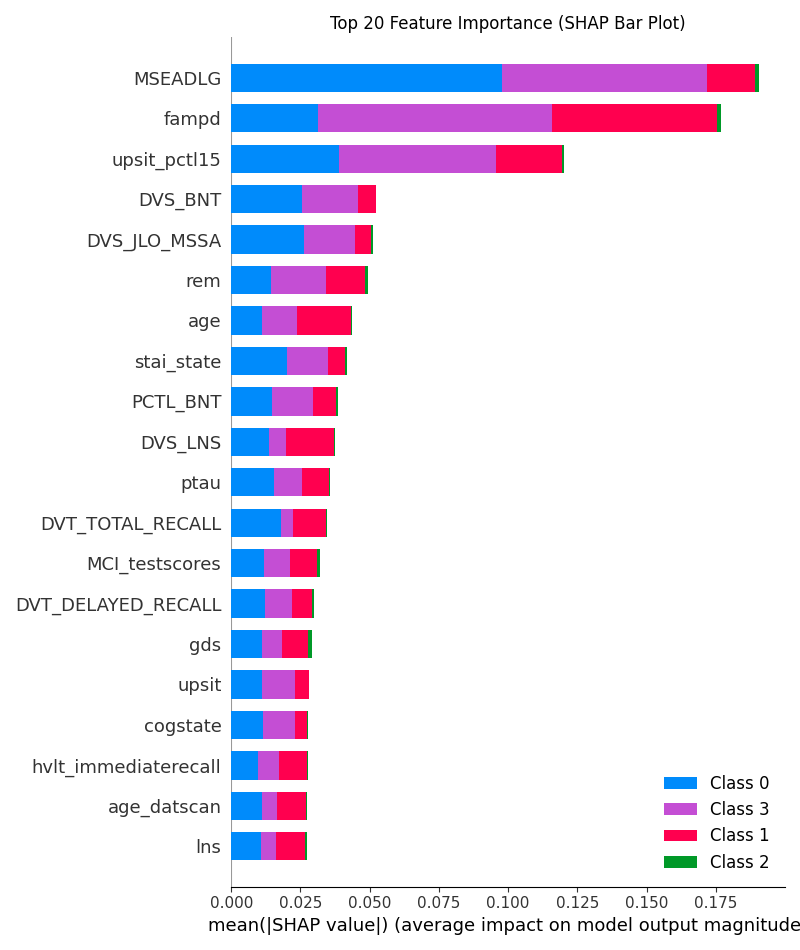 Top 20 Feature Importance (SHAP Bar Plot)
MSEADLG
fampd
upsit_pctl15
DVS_BNT
DVS_JLO_MSSA
rem
age
stai_state
PCTL_BNT
DVS_LNS
ptau
DVT_TOTAL_RECALL
MCI_testscores
DVT_DELAYED_RECALL
gds
upsit
cogstate
hvlt_immediaterecall
age_datscan
lns
Class 0
Class 3
Class 1
Class 2
0.000 0.025 0.050 0.075 0.100 0.125 0.150 0.175
mean(|SHAP value|) (average impact on model output magnitude